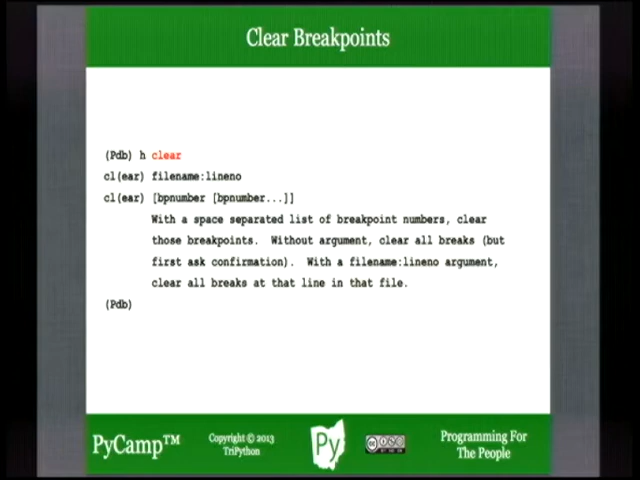 Clear Breakpoints
(Pdb) h clear
cl(ear) filename:lineno
cl(ear) [bpnumber [bpnumber...]]
With a space separated list of breakpoint numbers, clear
those breakpoints.  Without argument, clear all breaks (but
first ask confirmation).  With a filename:lineno argument,
clear all breaks at that line in that file.
(Pdb)
PyCamp™
Copyright © 2013
TriPython
Py
Programming For
The People